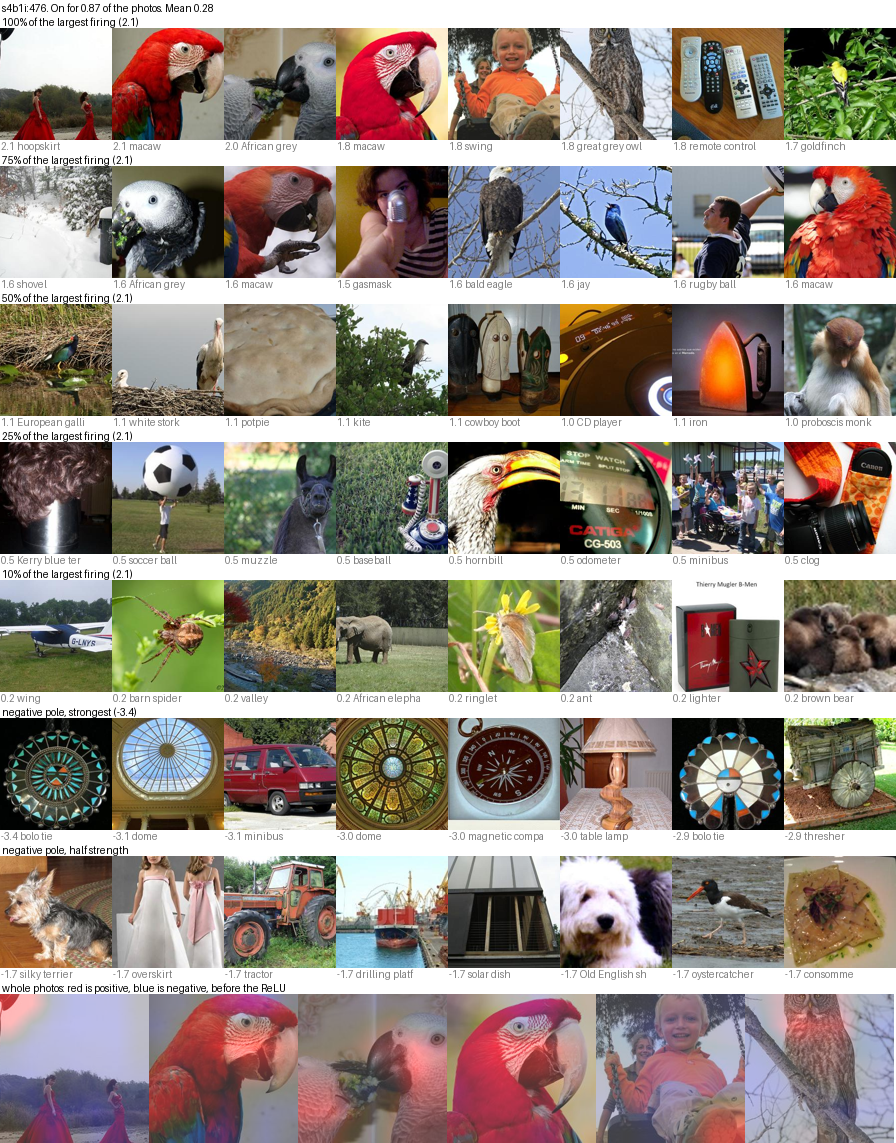 s4b1i:476. On for 0.87 of the photos. Mean 0.28
100% of the largest firing (2.1)
2.1 hoopskirt
2.1 macaw
2.0 African grey
1.8 macaw
1.8 swing
1.8 great grey owl
1.8 remote control
1.7 goldfinch
75% of the largest firing (2.1)
1.6 shovel
1.6 African grey
1.6 macaw
1.5 gasmask
1.6 bald eagle
1.6 jay
1.6 rugby ball
1.6 macaw
50% of the largest firing (2.1)
1.1 European galli
1.1 white stork
1.1 potpie
1.1 kite
1.1 cowboy boot
1.0 CD player
1.1 iron
1.0 proboscis monk
25% of the largest firing (2.1)
STOP WATCH
ARM TIME SPLIT STOP
MIN SEC 1/100S
CATIGA
CG-503
Canon
0.5 Kerry blue ter
0.5 soccer ball
0.5 muzzle
0.5 baseball
0.5 hornbill
0.5 odometer
0.5 minibus
0.5 clog
10% of the largest firing (2.1)
G-LNYS
Thierry Mugler B-Men
0.2 wing
0.2 barn spider
0.2 valley
0.2 African elepha
0.2 ringlet
0.2 ant
0.2 lighter
0.2 brown bear
negative pole, strongest (-3.4)
-3.4 bolo tie
-3.1 dome
-3.1 minibus
-3.0 dome
-3.0 magnetic compa
-3.0 table lamp
-2.9 bolo tie
-2.9 thresher
negative pole, half strength
-1.7 silky terrier
-1.7 overskirt
-1.7 tractor
-1.7 drilling platf
-1.7 solar dish
-1.7 Old English sh
-1.7 oystercatcher
-1.7 consomme
whole photos: red is positive, blue is negative, before the ReLU